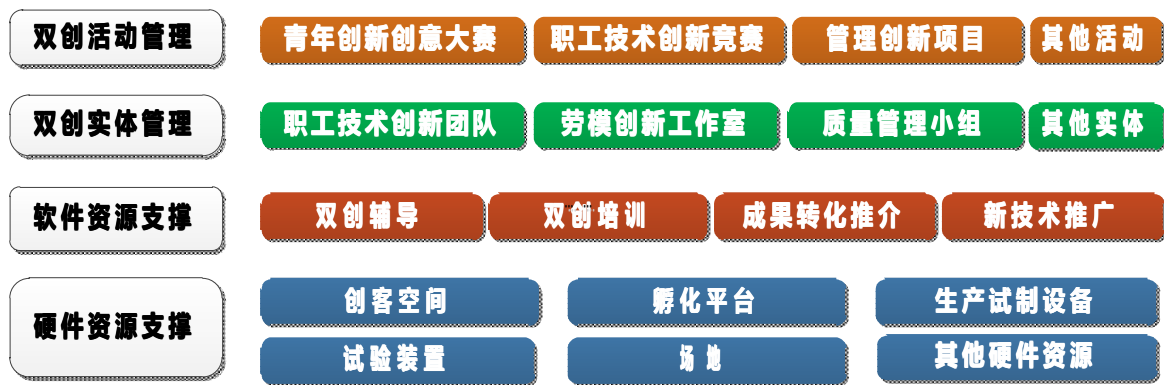 双创活动管理 青年创新创意大赛 职工技术创新竞赛 管理创新项目 其他活动
双创实体管理 职工技术创新团队 劳模创新工作室 质量管理小组 其他实体
软件资源支撑 双创辅导 双创培训 成果转化推介 新技术推广
硬件资源支撑 创客空间 孵化平台 生产试制设备
试验装置 场地 其他硬件资源